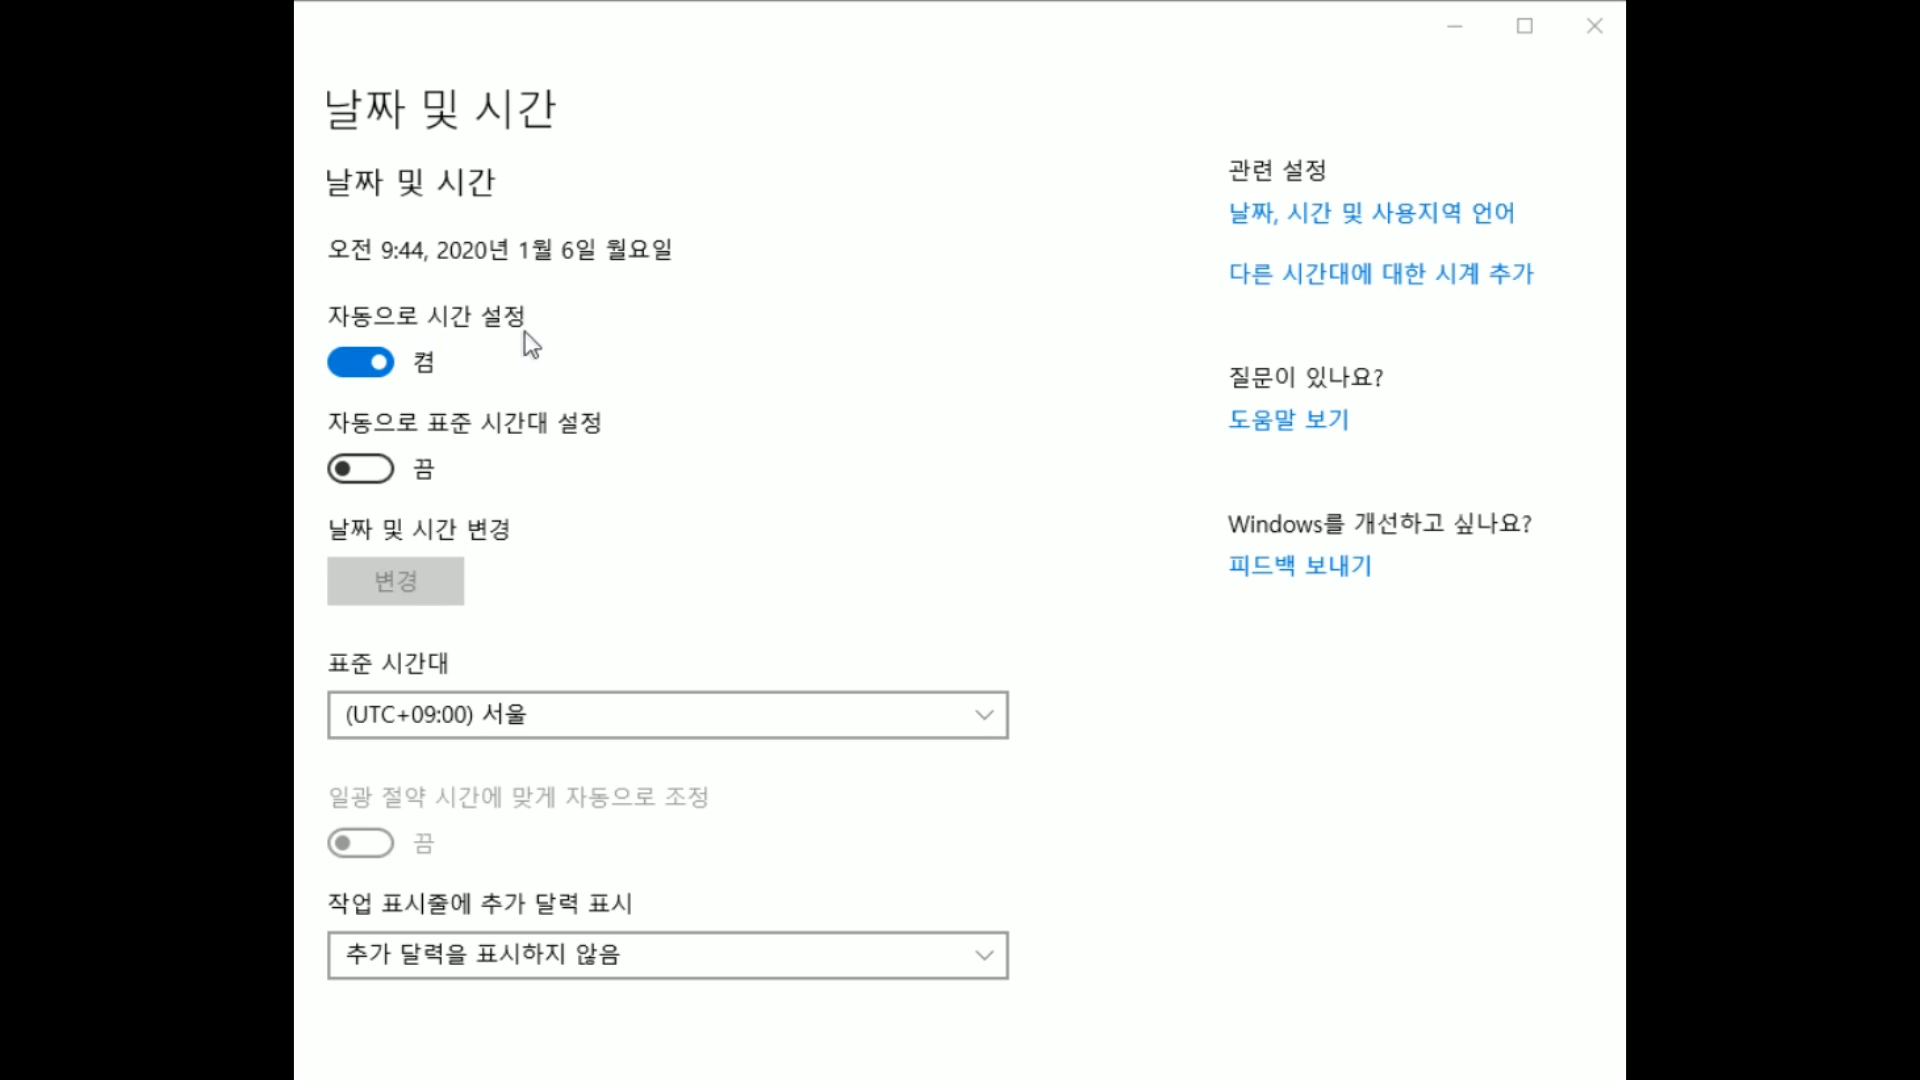 날짜 및 시간
날짜 및 시간
오전 9:44, 2020년 1월 6일 월요일
자동으로 시간 설정
켬
자동으로 표준 시간대 설정
끔
날짜 및 시간 변경
변경
표준 시간대
(UTC+09:00) 서울
일광 절약 시간에 맞게 자동으로 조정
끔
작업 표시줄에 추가 달력 표시
추가 달력을 표시하지 않음
관련 설정
날짜, 시간 및 사용지역 언어
다른 시간대에 대한 시계 추가
질문이 있나요?
도움말 보기
Windows를 개선하고 싶나요?
피드백 보내기